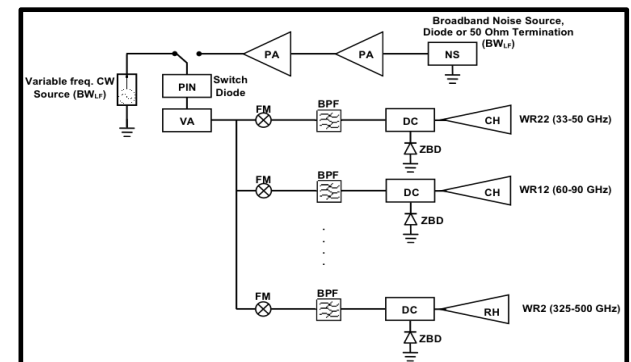 Broadband Noise Source,
Diode or 50 Ohm Termination
(BWLF)
PA
PA
NS
Variable freq. CW
Source (BWLF)
PIN
Switch
Diode
VA
FM
BPF
DC
CH
WR22 (33-50 GHz)
ZBD
FM
BPF
DC
CH
WR12 (60-90 GHz)
ZBD
FM
BPF
DC
RH
WR2 (325-500 GHz)
ZBD